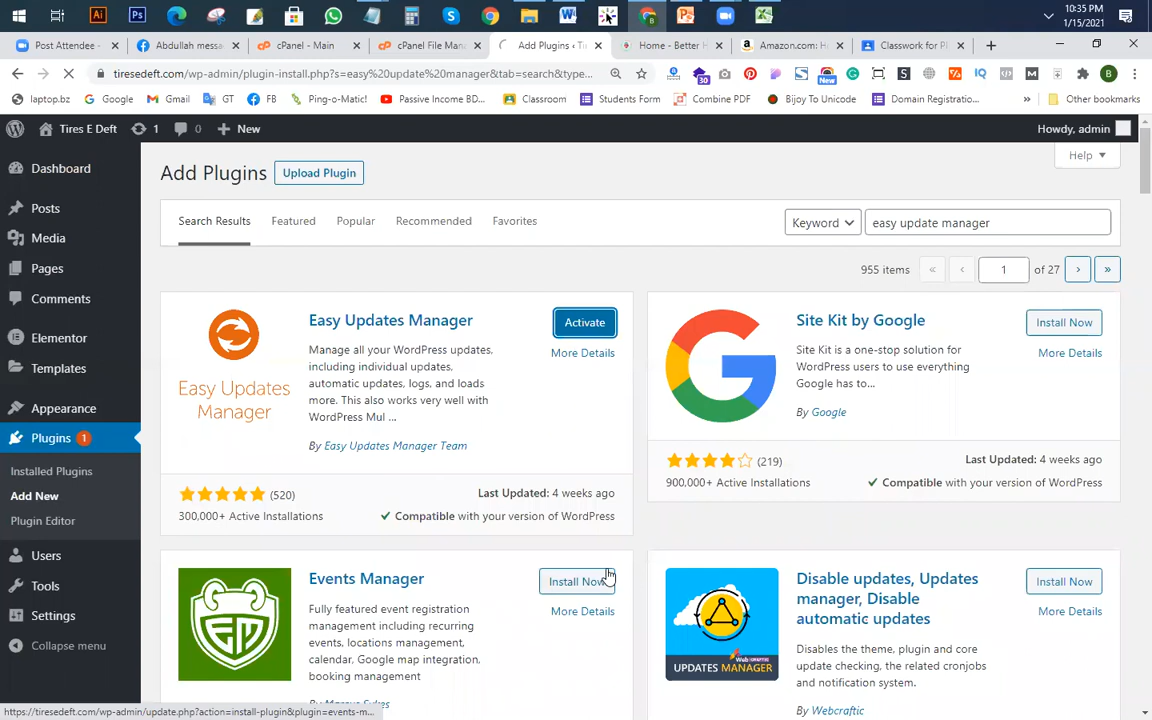 10:35 PM
1/15/2021
Post Attendee -
Abdullah messa
cPanel - Main
cPanel File Man
Add Plugins ‹ Ti
Home - Better H
Amazon.com: H
Classwork for Pl
tiresedeft.com/wp-admin/plugin-install.php?s=easy%20update%20manager&tab=search&type...
laptop.bz
Google
Gmail
GT
FB
Ping-o-Matic!
Passive Income BD...
Classroom
Students Form
Combine PDF
Bijoy To Unicode
Domain Registratio...
Other bookmarks
Tires E Deft
1
0
New
Howdy, admin
Dashboard
Posts
Media
Pages
Comments
Elementor
Templates
Appearance
Plugins 1
Installed Plugins
Add New
Plugin Editor
Users
Tools
Settings
Collapse menu
Add Plugins
Upload Plugin
Help
Search Results
Featured
Popular
Recommended
Favorites
Keyword
easy update manager
955 items
«
‹
1
of 27
›
»
Easy Updates Manager
Activate
More Details
Manage all your WordPress updates,
including individual updates,
automatic updates, logs, and loads
more. This also works very well with
WordPress Mul ...
By Easy Updates Manager Team
Easy Updates
Manager
(520)
300,000+ Active Installations
Last Updated: 4 weeks ago
Compatible with your version of WordPress
Site Kit by Google
Install Now
More Details
Site Kit is a one-stop solution for
WordPress users to use everything
Google has to...
By Google
(219)
900,000+ Active Installations
Last Updated: 4 weeks ago
Compatible with your version of WordPress
Events Manager
Install Now
More Details
Fully featured event registration
management including recurring
events, locations management,
calendar, Google map integration,
booking management
By Marcus Sykes
EM
Disable updates, Updates
manager, Disable
automatic updates
Install Now
More Details
Disables the theme, plugin and core
update checking, the related cronjobs
and notification system.
By Webcraftic
UPDATES MANAGER
https://tiresedeft.com/wp-admin/update.php?action=install-plugin&plugin=events-m...